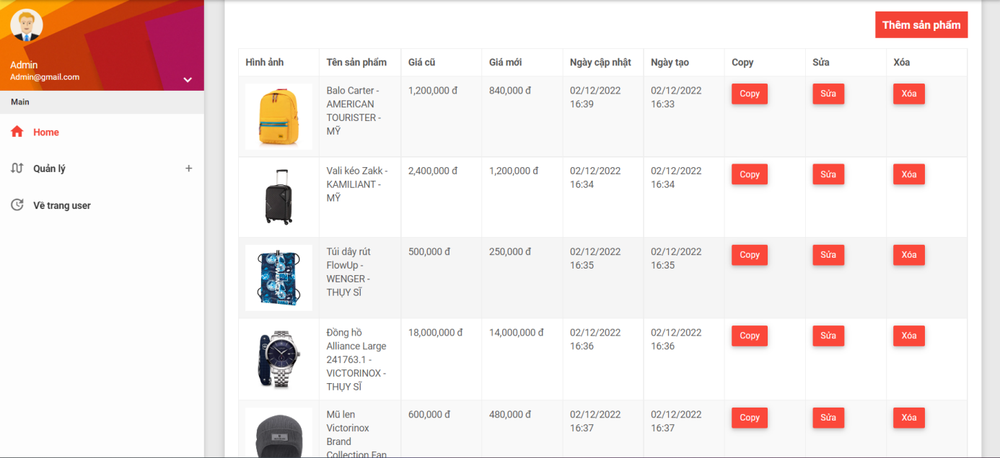 Admin
Admin@gmail.com
Main
Home
Quản lý
+
Về trang user
Thêm sản phẩm
Hình ảnh Tên sản phẩm Giá cũ Giá mới Ngày cập nhật Ngày tạo Copy Sửa Xóa
Balo Carter - 1,200,000 đ 840,000 đ 02/12/2022 02/12/2022 Copy Sửa Xóa
AMERICAN 16:39 16:33
TOURISTER -
MỸ
Vali kéo Zakk - 2,400,000 đ 1,200,000 đ 02/12/2022 02/12/2022 Copy Sửa Xóa
KAMILIANT - 16:34 16:34
MỸ
Túi dây rút 500,000 đ 250,000 đ 02/12/2022 02/12/2022 Copy Sửa Xóa
FlowUp - 16:35 16:35
WENGER -
THỤY SĨ
WENGER
Đồng hồ 18,000,000 đ 14,000,000 đ 02/12/2022 02/12/2022 Copy Sửa Xóa
Alliance Large 16:36 16:36
241763.1 -
VICTORINOX -
THỤY SĨ
Mũ len 600,000 đ 480,000 đ 02/12/2022 02/12/2022 Copy Sửa Xóa
Victorinox 16:37 16:37
Brand
Collection Fan